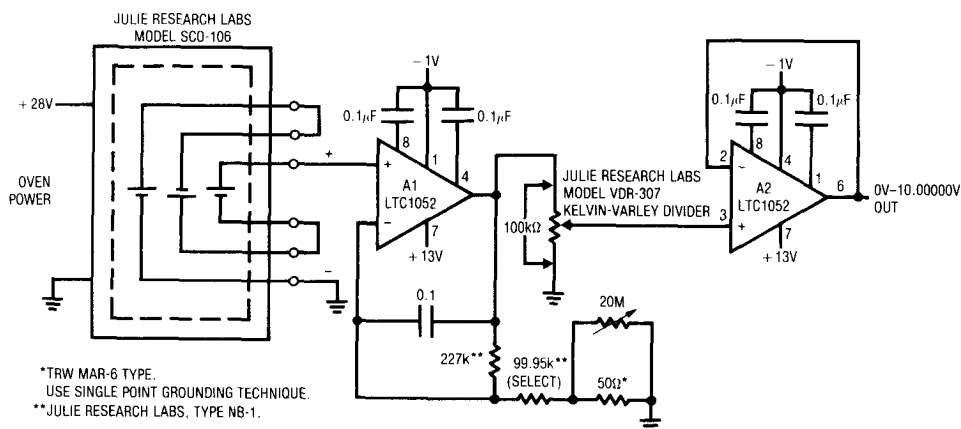 JULIE RESEARCH LABS
MODEL SCO-106
+ 28V
OVEN
POWER
+
−
− 1V
0.1µF
0.1µF
8
1
4
+
−
A1
LTC1052
7
+ 13V
0.1
227k**
99.95k**
(SELECT)
20M
50Ω*
100kΩ
JULIE RESEARCH LABS
MODEL VDR-307
KELVIN-VARLEY DIVIDER
− 1V
0.1µF
0.1µF
8
4
1
2
−
A2
LTC1052
6
3
+
7
+ 13V
0V–10.00000V
OUT
*TRW MAR-6 TYPE.
USE SINGLE POINT GROUNDING TECHNIQUE.
**JULIE RESEARCH LABS, TYPE NB-1.